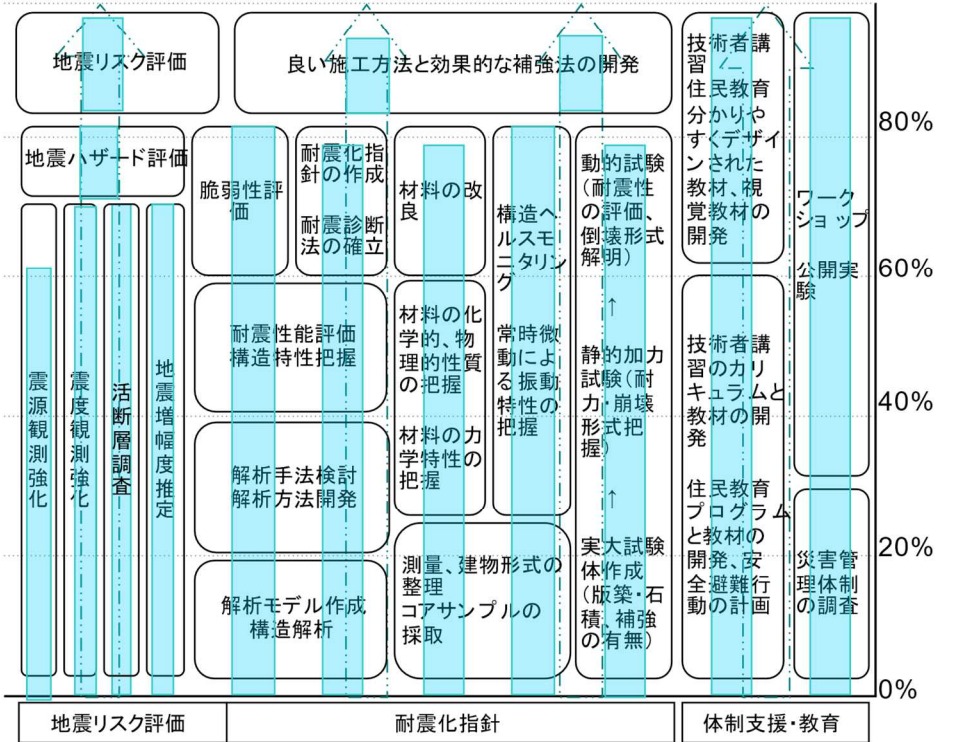 地震リスク評価
良い施工方法と効果的な補強法の開発
技術者講
習
住民教育
分かりや
すくデザイ
ンされた
教材、視
覚教材の
開発
ワーク
ショップ
公開実
験
80%
地震ハザード評価
脆弱性評
価
耐震化指
針の作成
耐震診断
法の確立
材料の改
良
構造ヘ
ルスモ
ニタリン
グ
常時微
動によ
る振動
特性の
把握
動的試験
(耐震性
の評価、
倒壊形式
解明)
↑
静的加力
試験(耐
力・崩壊
形式把
握)
↑
実大試験
体作成
(版築・石
積、補強
の有無)
60%
震源観測強化
震度観測強化
活断層調査
地震増幅度推定
耐震性能評価
構造特性把握
材料の化
学的、物
理的性質
の把握
材料の力
学特性の
把握
技術者講
習のカリ
キュラムと
教材の開
発
住民教育
プログラム
と教材の
開発、安
全避難行
動の計画
40%
解析手法検討
解析方法開発
20%
測量、建物形式の
整理
コアサンプルの
採取
解析モデル作成
構造解析
災害管
理体制
の調査
0%
地震リスク評価
耐震化指針
体制支援・教育